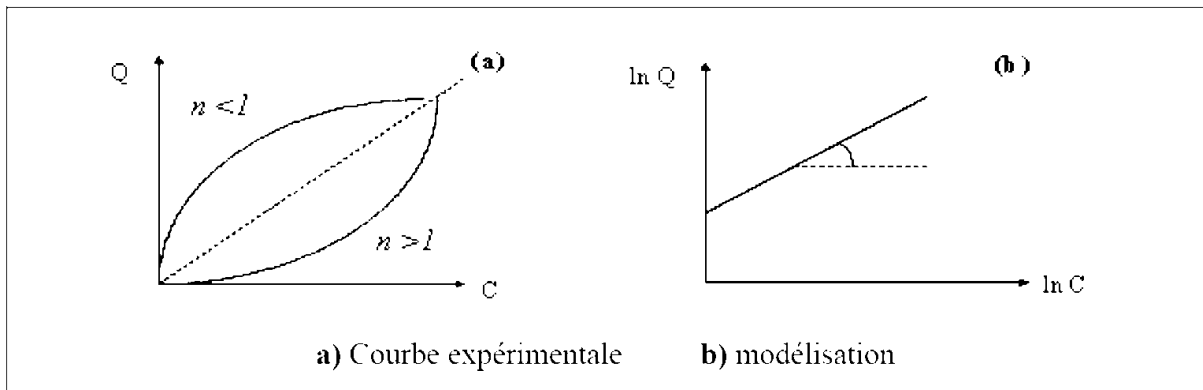 Q
(a)
n <1
n >1
C
ln Q
(b )
ln C
a) Courbe expérimentale b) modélisation